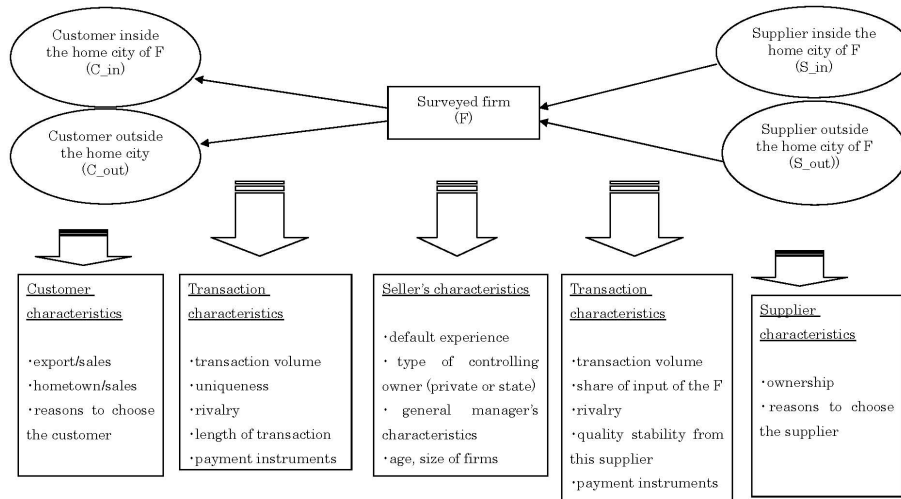 Customer inside
the home city of F
(C_in)
Customer outside
the home city
(C_out)
Surveyed firm
(F)
Supplier inside the
home city of F
(S_in)
Supplier outside
the home city of F
(S_out))
Customer
characteristics
・export/sales
・hometown/sales
・reasons to choose
the customer
Transaction
characteristics
・transaction volume
・uniqueness
・rivalry
・length of transaction
・payment instruments
Seller's characteristics
・default experience
・type of controlling
owner (private or state)
・general manager's
characteristics
・age, size of firms
Transaction
characteristics
・transaction volume
・share of input of the F
・rivalry
・quality stability from
this supplier
・payment instruments
Supplier
characteristics
・ownership
・reasons to choose
the supplier